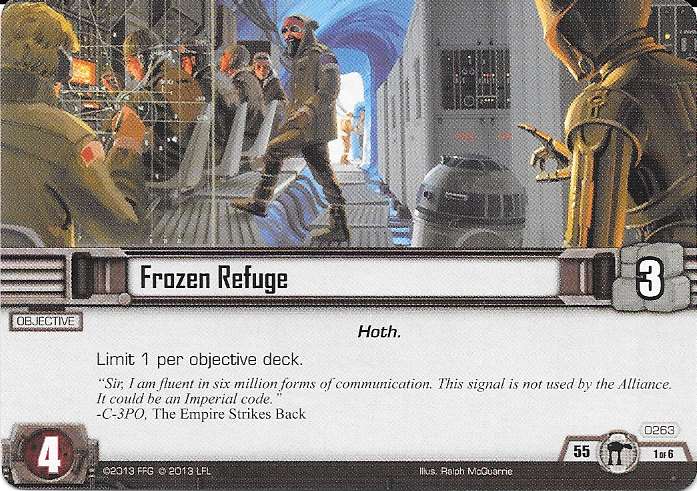 Frozen Refuge
3
OBJECTIVE
Hoth.
Limit 1 per objective deck.
“Sir, I am fluent in six million forms of communication. This signal is not used by the Alliance.
It could be an Imperial code.”
-C-3PO, The Empire Strikes Back
4
©2013 FFG © 2013 LFL
Illus. Ralph McQuarrie
0263
55
1 OF 6